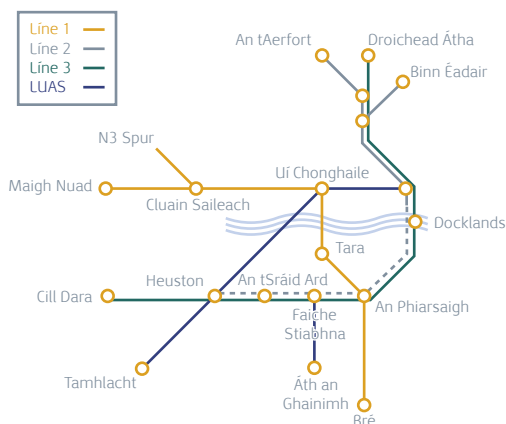 Líne 1
Líne 2
Líne 3
LUAS
An tAerfort
Droichead Átha
Binn Éadair
N3 Spur
Uí Chonghaile
Maigh Nuad
Cluain Saileach
Docklands
Tara
Heuston
An tSráid Ard
Cill Dara
An Phiarsaigh
Faiche
Stiabhna
Tamhlacht
Áth an
Ghainimh
Bré